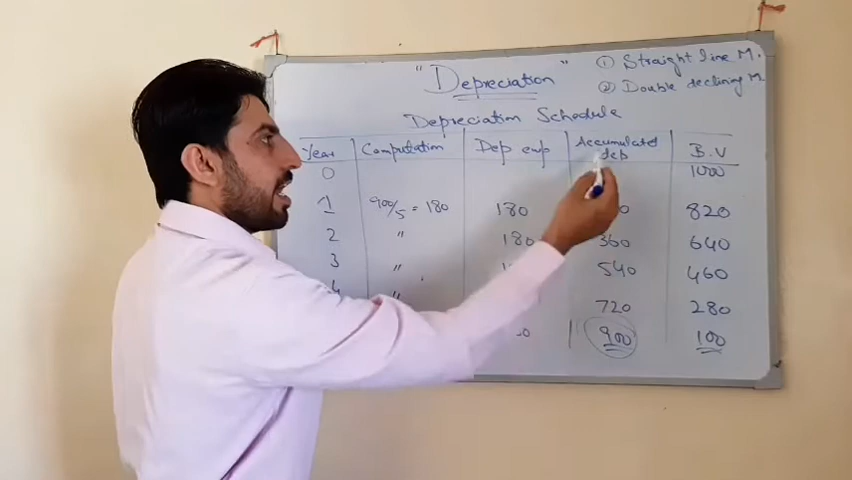 "Depreciation"
① Straight line M.
② Double declining M
Depreciation Schedule
Year Computation Dep exp Accumulated dep B.V
0 1000
1 900/5 = 180 180 820
2 " 180 360 640
3 " 540 460
" 720 280
900 100